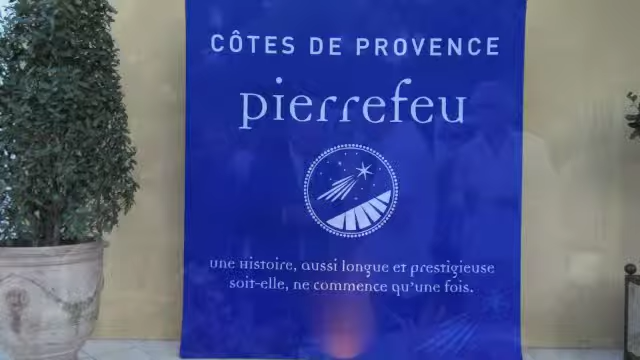 CÔTES DE PROVENCE
pierrefeu
une Histoire, aussi longue et prestigieuse
soit-elle, ne commence qu'une fois.